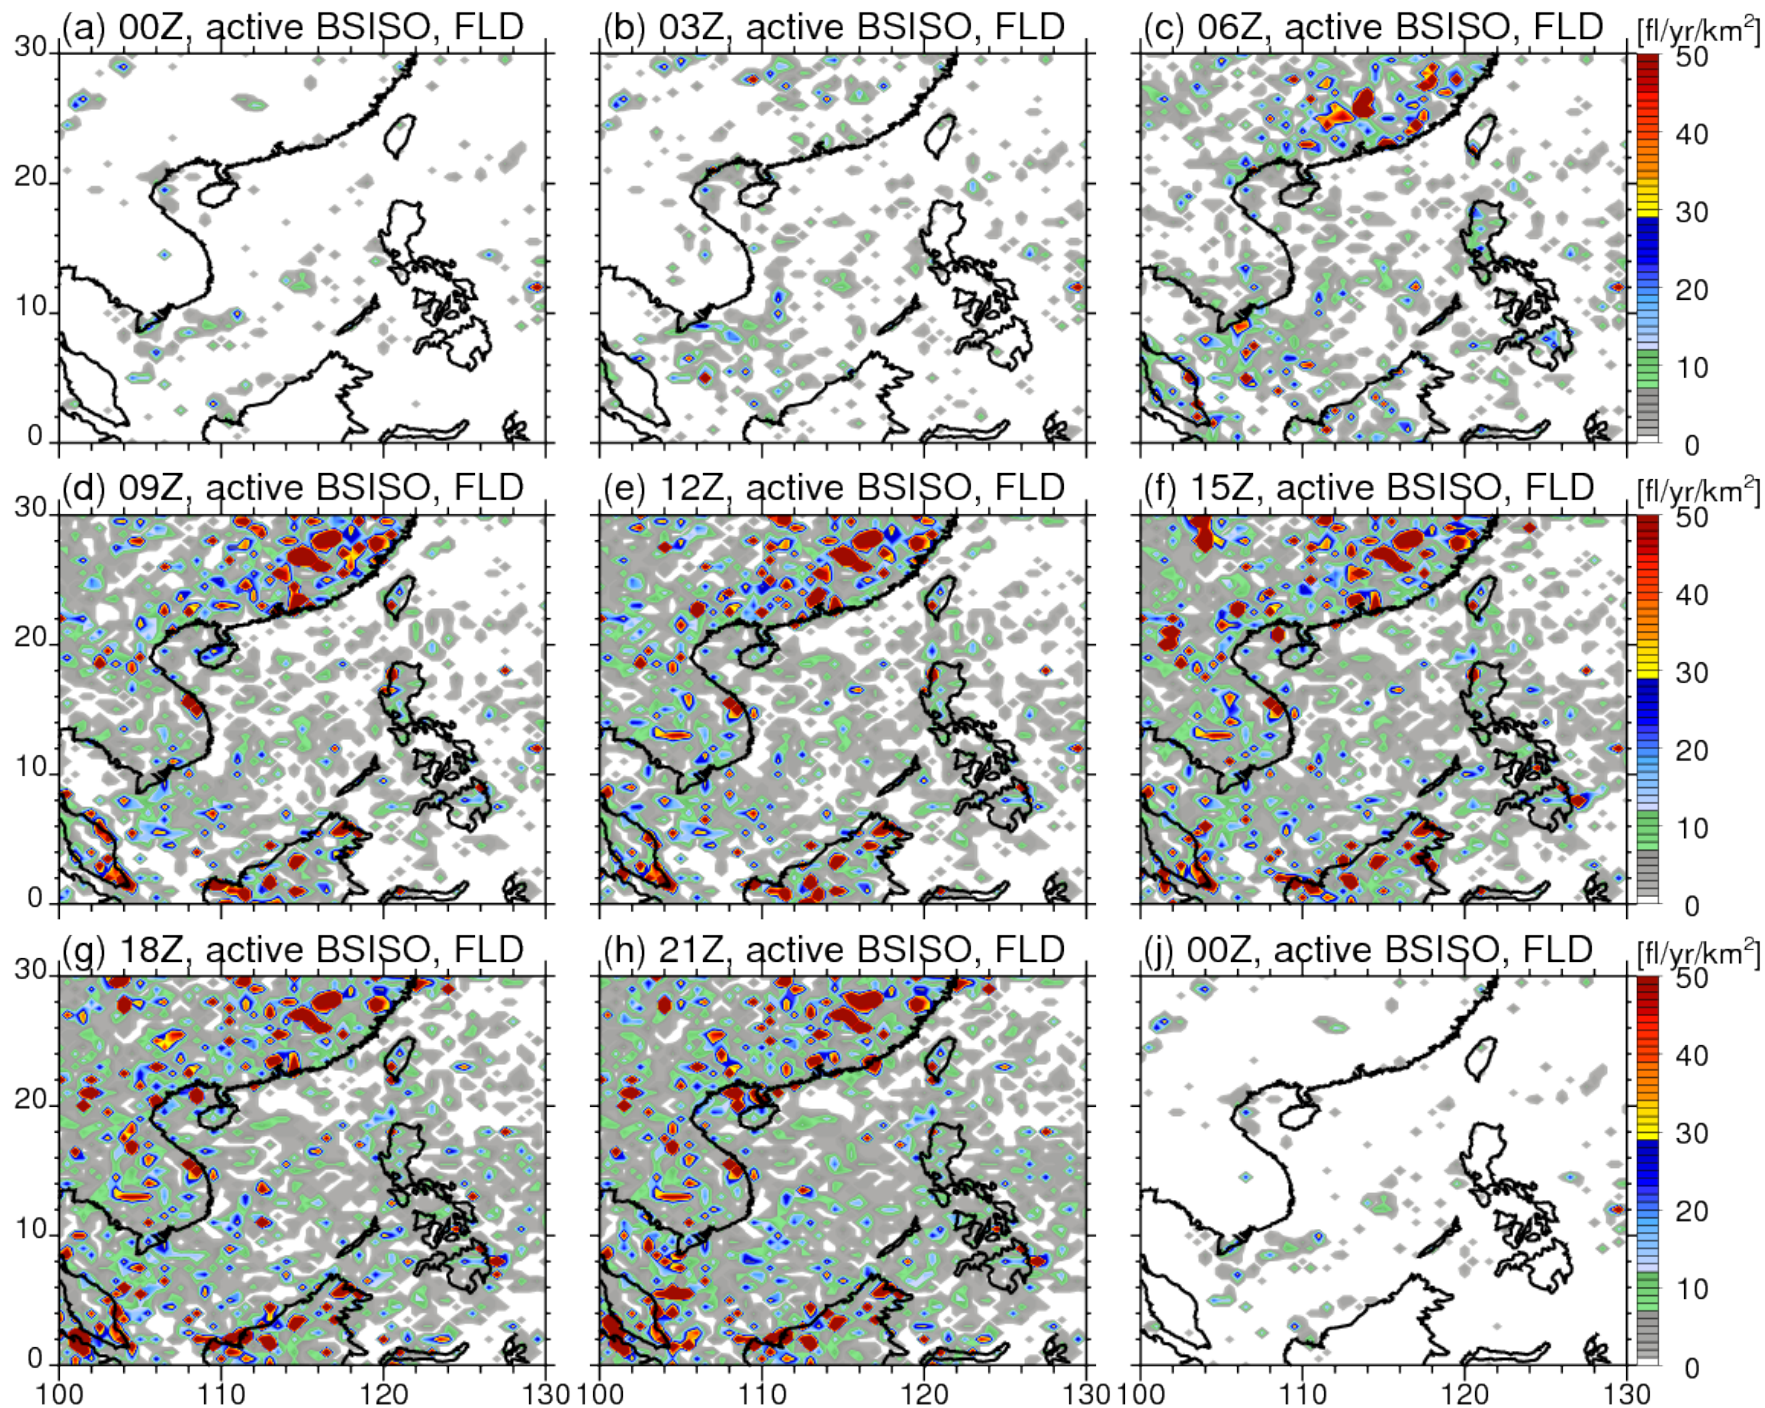 (a) 00Z, active BSISO, FLD
(b) 03Z, active BSISO, FLD
(c) 06Z, active BSISO, FLD
[fl/yr/km²]
30
20
10
0
50
40
30
20
10
0
(d) 09Z, active BSISO, FLD
(e) 12Z, active BSISO, FLD
(f) 15Z, active BSISO, FLD
[fl/yr/km²]
30
20
10
0
50
40
30
20
10
0
(g) 18Z, active BSISO, FLD
(h) 21Z, active BSISO, FLD
(j) 00Z, active BSISO, FLD
[fl/yr/km²]
30
20
10
0
50
40
30
20
10
0
100 110 120 130
100 110 120 130
100 110 120 130